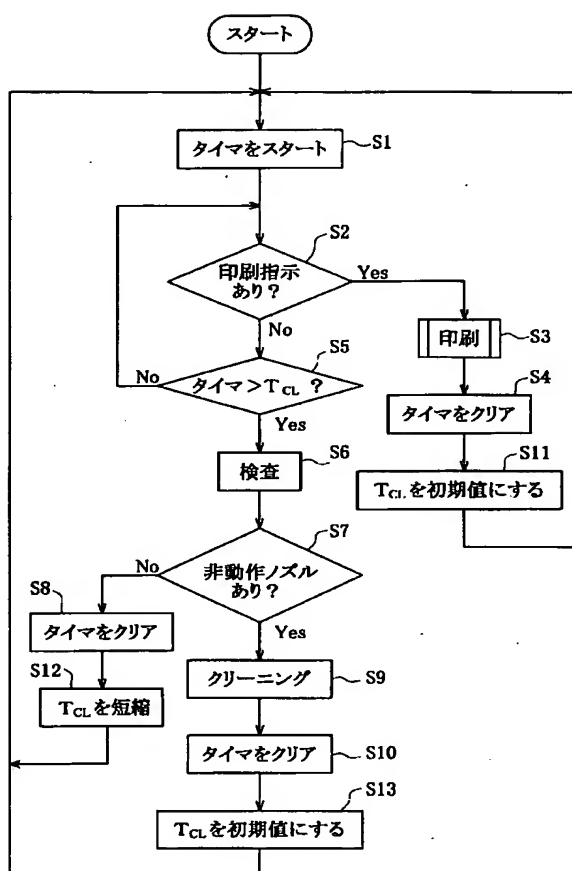 スタート
タイマをスタート
S1
印刷指示
あり?
S2
Yes
No
印刷
S3
タイマ>TCL ?
S5
No
Yes
タイマをクリア
S4
検査
S6
TCLを初期値にする
S11
非動作ノズル
あり?
S7
No
Yes
S8
タイマをクリア
S12
TCLを短縮
クリーニング
S9
タイマをクリア
S10
TCLを初期値にする
S13